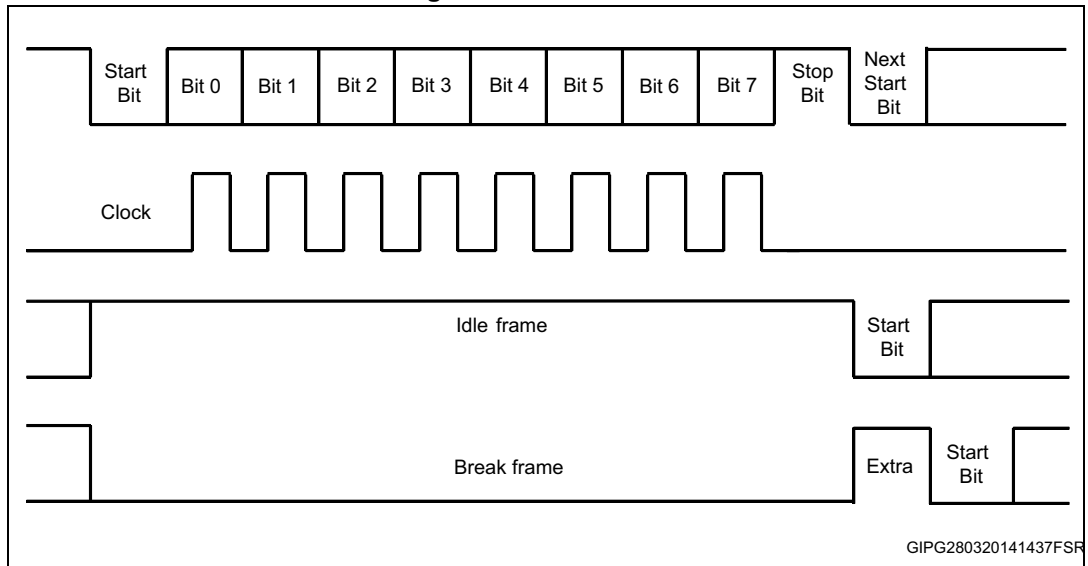 Start Bit
Bit 0
Bit 1
Bit 2
Bit 3
Bit 4
Bit 5
Bit 6
Bit 7
Stop Bit
Next Start Bit
Clock
Idle frame
Start Bit
Break frame
Extra
Start Bit
GIPG280320141437FSR